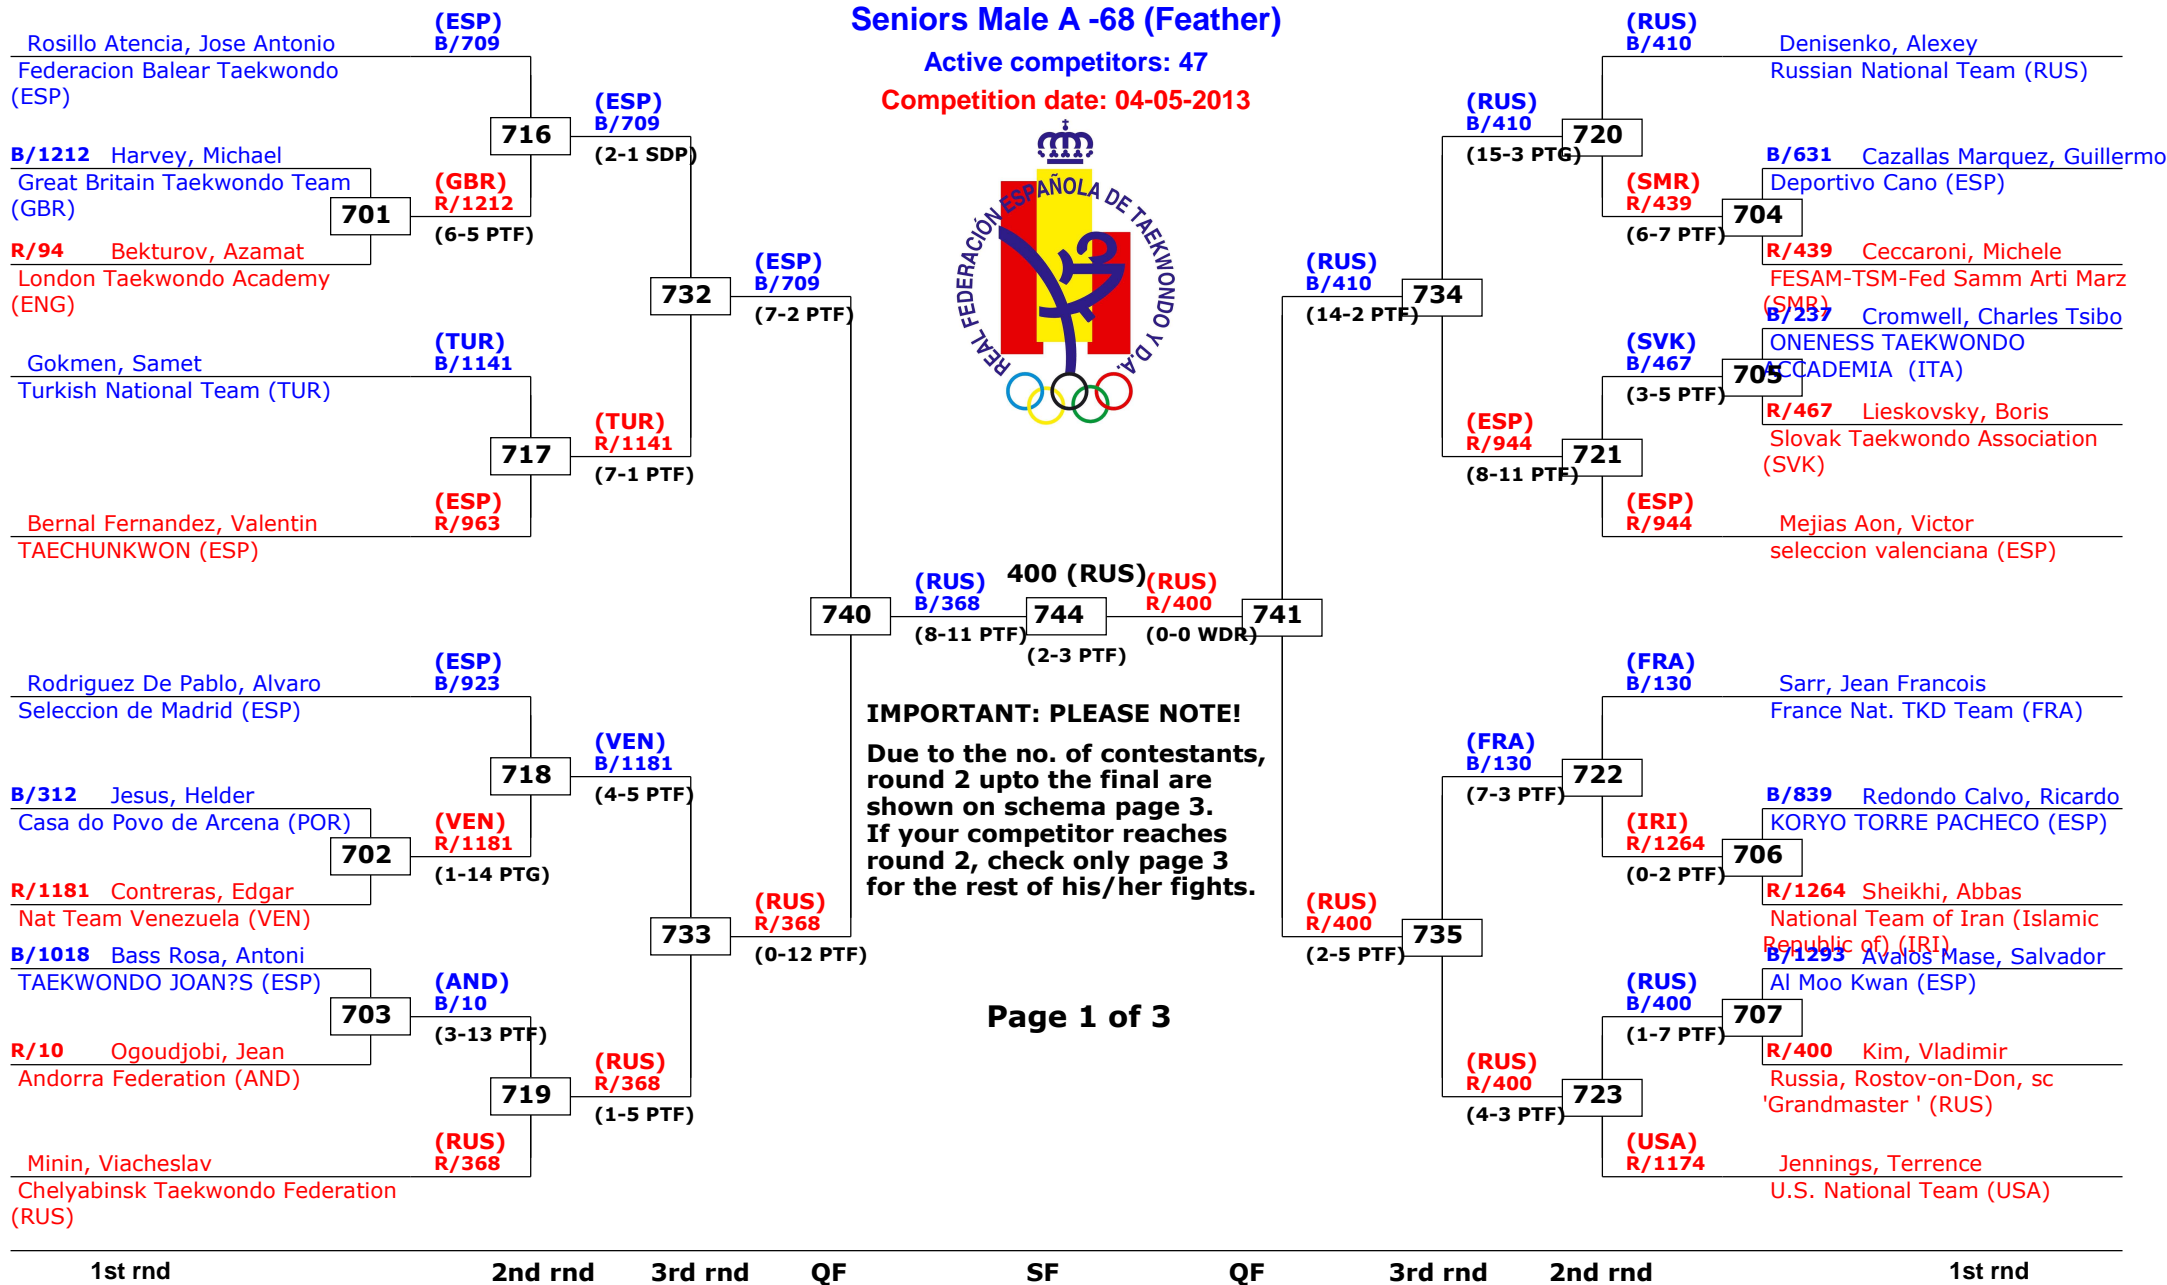 Seniors Male A -68 (Feather)
Active competitors: 47
Competition date: 04-05-2013
REAL FEDERACIÓN ESPAÑOLA DE TAEKWONDO Y D.A.
(ESP)
B/709
Rosillo Atencia, Jose Antonio
Federacion Balear Taekwondo
(ESP)
716
(ESP)
B/709
(2-1 SDP)
B/1212 Harvey, Michael
Great Britain Taekwondo Team
(GBR)
701
(GBR)
R/1212
(6-5 PTF)
R/94 Bekturov, Azamat
London Taekwondo Academy
(ENG)
732
(ESP)
B/709
(7-2 PTF)
(TUR)
B/1141
Gokmen, Samet
Turkish National Team (TUR)
717
(TUR)
R/1141
(7-1 PTF)
(ESP)
R/963
Bernal Fernandez, Valentin
TAECHUNKWON (ESP)
740
(RUS)
B/368
(8-11 PTF)
400 (RUS)
744
(2-3 PTF)
(RUS)
R/400
(0-0 WDR)
741
(ESP)
B/923
Rodriguez De Pablo, Alvaro
Seleccion de Madrid (ESP)
718
(VEN)
B/1181
(4-5 PTF)
B/312 Jesus, Helder
Casa do Povo de Arcena (POR)
702
(VEN)
R/1181
(1-14 PTG)
R/1181 Contreras, Edgar
Nat Team Venezuela (VEN)
733
(RUS)
R/368
(0-12 PTF)
B/1018 Bass Rosa, Antoni
TAEKWONDO JOAN?S (ESP)
703
(AND)
B/10
(3-13 PTF)
R/10 Ogoudjobi, Jean
Andorra Federation (AND)
719
(RUS)
R/368
(1-5 PTF)
(RUS)
R/368
Minin, Viacheslav
Chelyabinsk Taekwondo Federation
(RUS)
IMPORTANT: PLEASE NOTE!
Due to the no. of contestants,
round 2 upto the final are
shown on schema page 3.
If your competitor reaches
round 2, check only page 3
for the rest of his/her fights.
Page 1 of 3
(RUS)
B/410
Denisenko, Alexey
Russian National Team (RUS)
(RUS)
B/410
(15-3 PTG)
720
B/631 Cazallas Marquez, Guillermo
Deportivo Cano (ESP)
(SMR)
R/439
(6-7 PTF)
704
R/439 Ceccaroni, Michele
FESAM-TSM-Fed Samm Arti Marz
(SMR)
(RUS)
B/410
(14-2 PTF)
734
B/237 Cromwell, Charles Tsibo
ONENESS TAEKWONDO
ACCADEMIA (ITA)
(SVK)
B/467
(3-5 PTF)
705
R/467 Lieskovsky, Boris
Slovak Taekwondo Association
(SVK)
(ESP)
R/944
(8-11 PTF)
721
(ESP)
R/944
Mejias Aon, Victor
seleccion valenciana (ESP)
(FRA)
B/130
Sarr, Jean Francois
France Nat. TKD Team (FRA)
(FRA)
B/130
(7-3 PTF)
722
B/839 Redondo Calvo, Ricardo
KORYO TORRE PACHECO (ESP)
(IRI)
R/1264
(0-2 PTF)
706
R/1264 Sheikhi, Abbas
National Team of Iran (Islamic
Republic of) (IRI)
(RUS)
R/400
(2-5 PTF)
735
B/1293 Avalos Mase, Salvador
Al Moo Kwan (ESP)
(RUS)
B/400
(1-7 PTF)
707
R/400 Kim, Vladimir
Russia, Rostov-on-Don, sc
'Grandmaster ' (RUS)
(RUS)
R/400
(4-3 PTF)
723
(USA)
R/1174
Jennings, Terrence
U.S. National Team (USA)
1st rnd 2nd rnd 3rd rnd QF SF QF 3rd rnd 2nd rnd 1st rnd